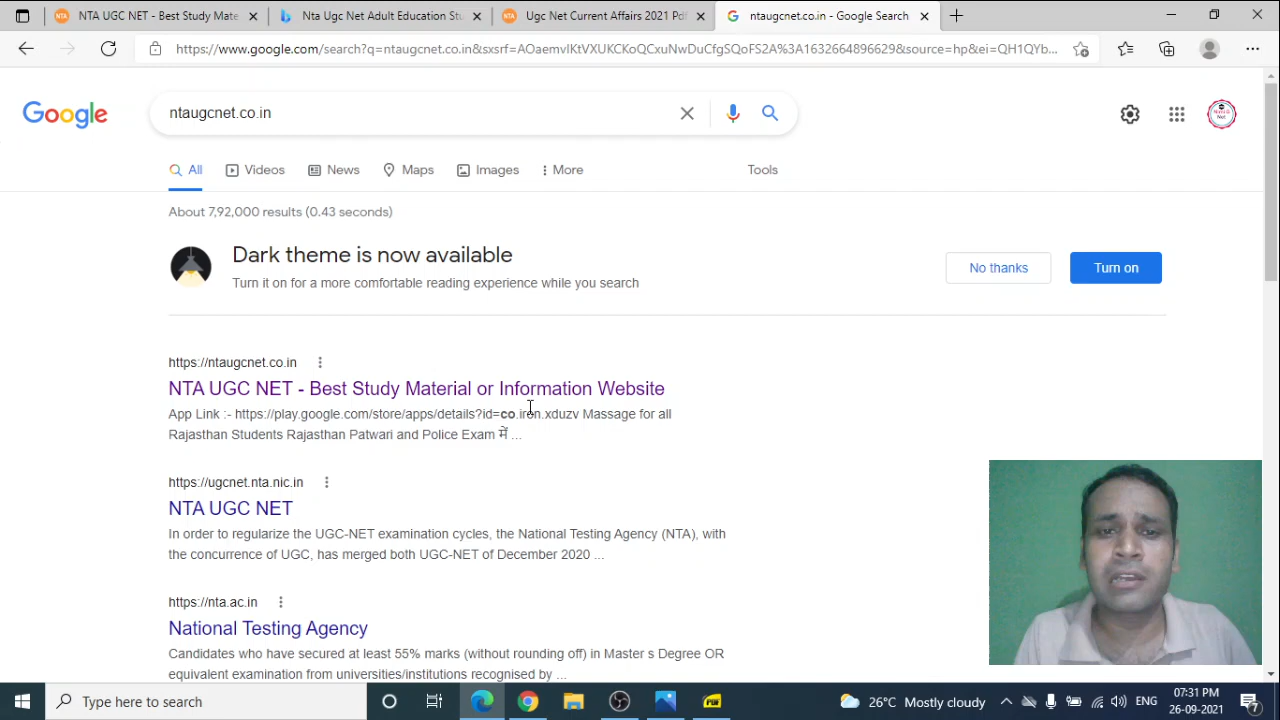 NTA UGC NET - Best Study Mate
Nta Ugc Net Adult Education Stu
Ugc Net Current Affairs 2021 Pdf
ntaugcnet.co.in - Google Search
https://www.google.com/search?q=ntaugcnet.co.in&sxsrf=AOaemvIKtVXUKCKoQCxuNwDuCfgSQoFS2A%3A1632664896629&source=hp&ei=QH1QYb...
Google
ntaugcnet.co.in
All
Videos
News
Maps
Images
More
Tools
About 7,92,000 results (0.43 seconds)
Dark theme is now available
Turn it on for a more comfortable reading experience while you search
No thanks
Turn on
https://ntaugcnet.co.in
NTA UGC NET - Best Study Material or Information Website
App Link :- https://play.google.com/store/apps/details?id=co.iron.xduzv Massage for all
Rajasthan Students Rajasthan Patwari and Police Exam में ...
https://ugcnet.nta.nic.in
NTA UGC NET
In order to regularize the UGC-NET examination cycles, the National Testing Agency (NTA), with
the concurrence of UGC, has merged both UGC-NET of December 2020 ...
https://nta.ac.in
National Testing Agency
Candidates who have secured at least 55% marks (without rounding off) in Master s Degree OR
equivalent examination from universities/institutions recognised by ...
Type here to search
26°C Mostly cloudy
ENG
07:31 PM
26-09-2021
7